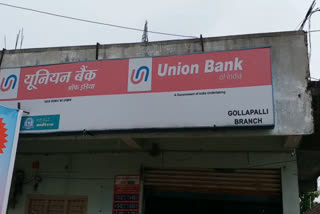 यूनियन बैंक
ऑफ इंडिया
Union Bank
of India
A Government of India Undertaking
GOLLAPALLI
BRANCH